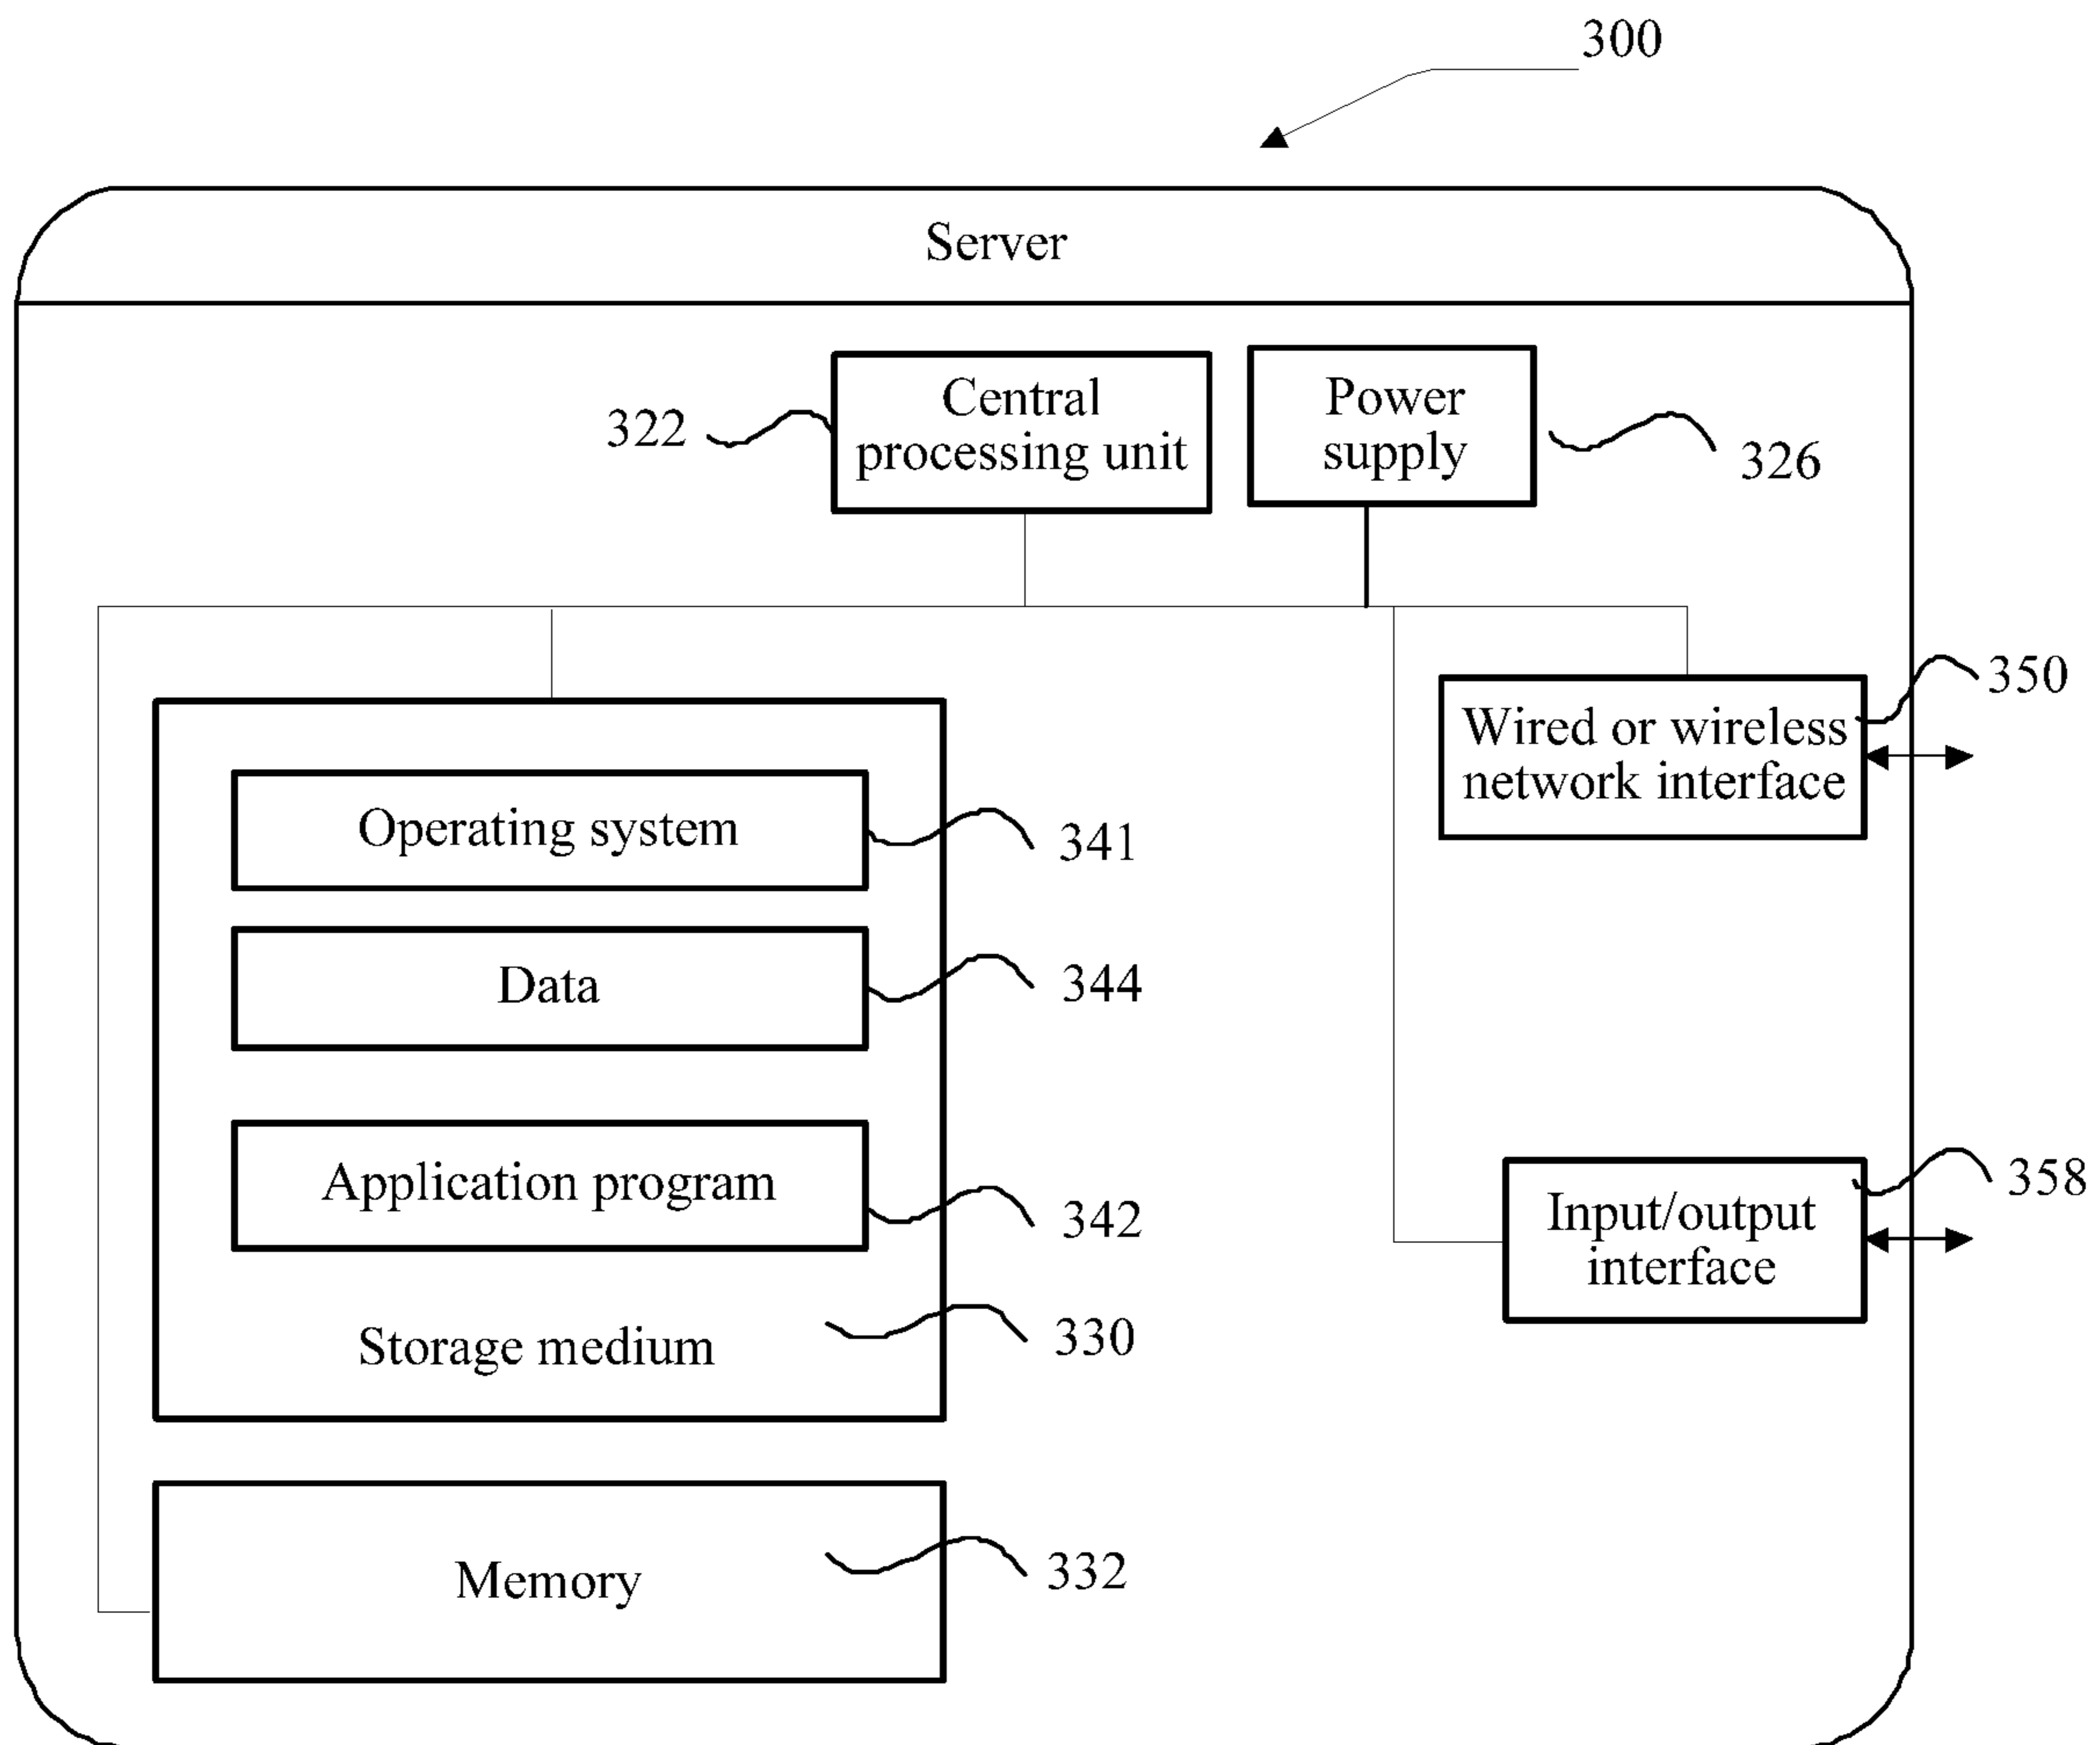 300
Server
Central
processing unit
322
Power
supply
326
350
Wired or wireless
network interface
Operating system
341
Data
344
Application program
342
358
Input/output
interface
Storage medium
330
Memory
332